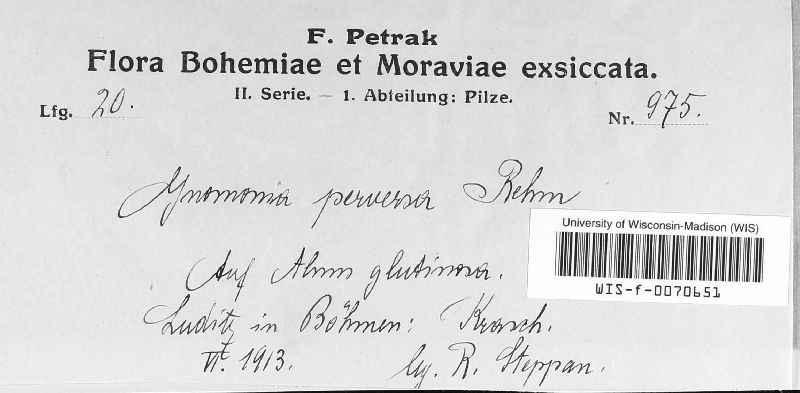 F. Petrak
Flora Bohemiae et Moraviae exsiccata.
II. Serie. — 1. Abteilung: Pilze.
Lfg. 20.
Nr. 975.
Gnomonia perversa Rehm
University of Wisconsin-Madison (WIS)
WIS-f-0070651
Auf Alnus glutinosa.
Luditz in Böhmen: Krasch.
VI. 1913.
lg. R. Steppan.